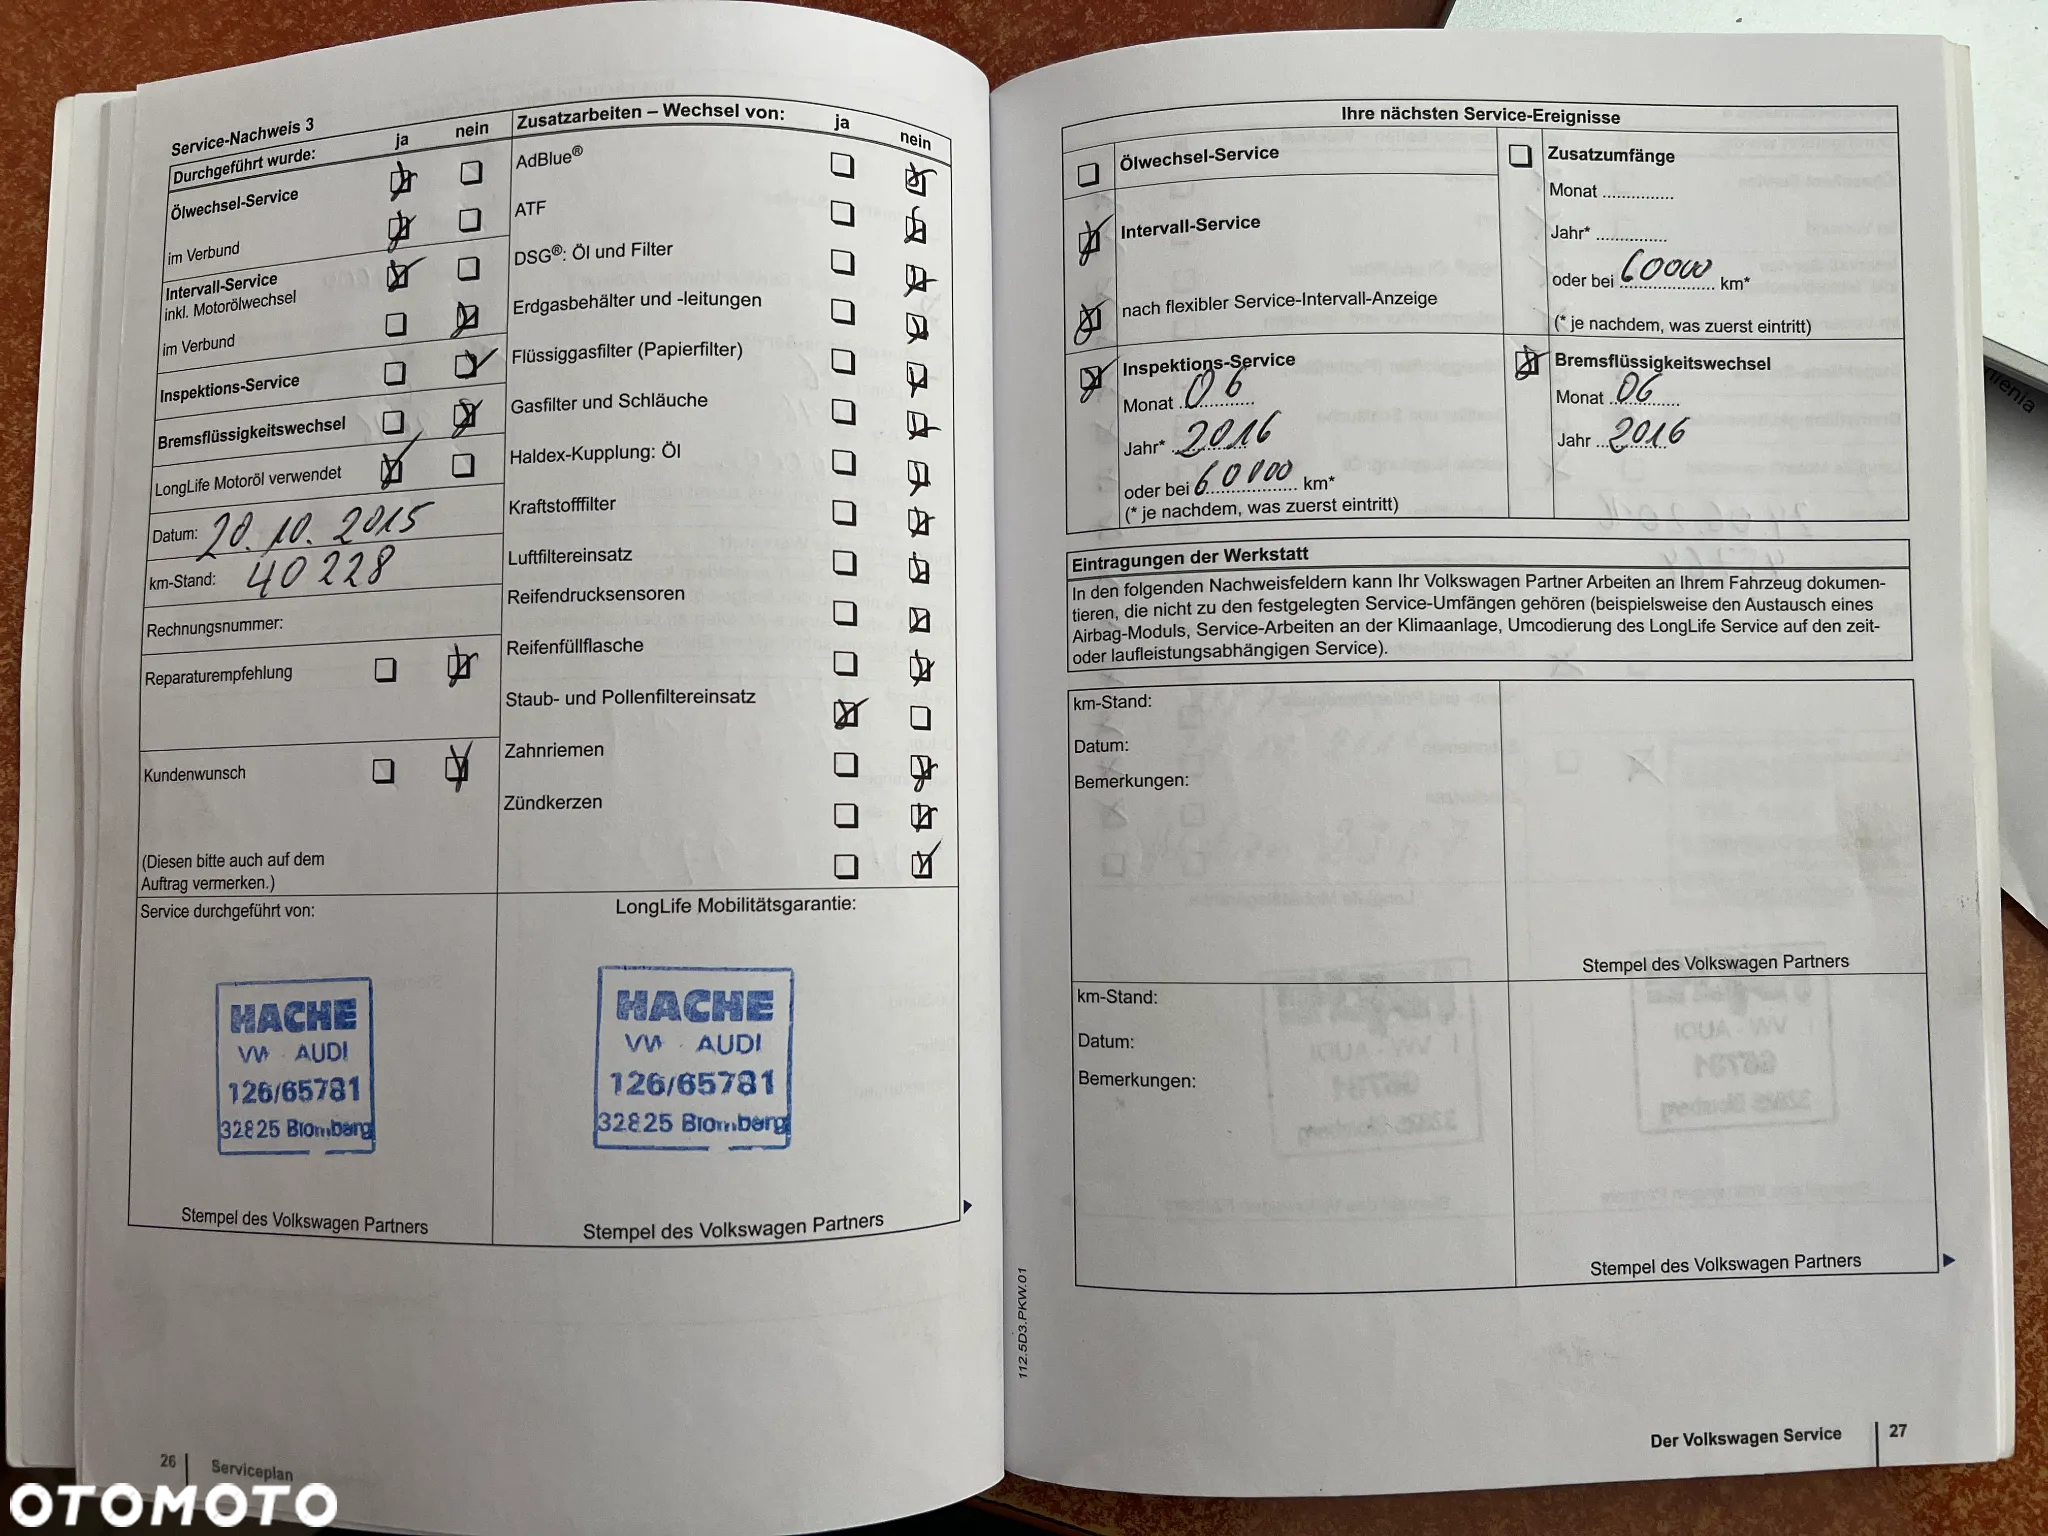 Service-Nachweis 3
Durchgeführt wurde: ja nein
Ölwechsel-Service
im Verbund
Intervall-Service
inkl. Motorölwechsel
im Verbund
Inspektions-Service
Bremsflüssigkeitswechsel
LongLife Motoröl verwendet
Datum: 20.10.2015
km-Stand: 40228
Rechnungsnummer:
Reparaturempfehlung
Kundenwunsch
(Diesen bitte auch auf dem
Auftrag vermerken.)
Zusatzarbeiten – Wechsel von: ja nein
AdBlue®
ATF
DSG®: Öl und Filter
Erdgasbehälter und -leitungen
Flüssiggasfilter (Papierfilter)
Gasfilter und Schläuche
Haldex-Kupplung: Öl
Kraftstofffilter
Luftfiltereinsatz
Reifendrucksensoren
Reifenfüllflasche
Staub- und Pollenfiltereinsatz
Zahnriemen
Zündkerzen
Service durchgeführt von:
HACHE
VW · AUDI
126/65781
32825 Blomberg
Stempel des Volkswagen Partners
LongLife Mobilitätsgarantie:
HACHE
VW · AUDI
126/65781
32825 Blomberg
Stempel des Volkswagen Partners
26 Serviceplan
Ihre nächsten Service-Ereignisse
Ölwechsel-Service
Intervall-Service
nach flexibler Service-Intervall-Anzeige
Zusatzumfänge
Monat ...............
Jahr* ...............
oder bei 60000 km*
(* je nachdem, was zuerst eintritt)
Inspektions-Service
Monat 06
Jahr* 2016
oder bei 60000 km*
(* je nachdem, was zuerst eintritt)
Bremsflüssigkeitswechsel
Monat 06
Jahr 2016
Eintragungen der Werkstatt
In den folgenden Nachweisfeldern kann Ihr Volkswagen Partner Arbeiten an Ihrem Fahrzeug dokumen-
tieren, die nicht zu den festgelegten Service-Umfängen gehören (beispielsweise den Austausch eines
Airbag-Moduls, Service-Arbeiten an der Klimaanlage, Umcodierung des LongLife Service auf den zeit-
oder laufleistungsabhängigen Service).
km-Stand:
Datum:
Bemerkungen:
Stempel des Volkswagen Partners
km-Stand:
Datum:
Bemerkungen:
Stempel des Volkswagen Partners
112.5D3.PKW.01
Der Volkswagen Service 27
OTOMOTO